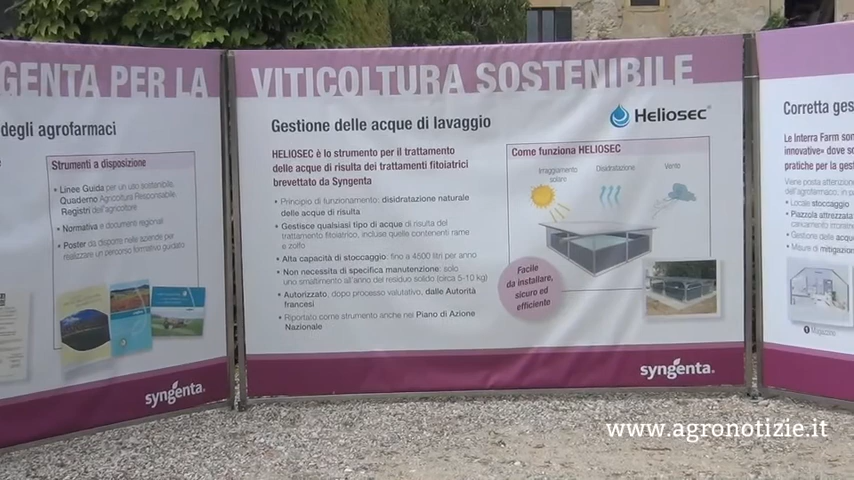 GENTA PER LA
degli agrofarmaci
Strumenti a disposizione
• Linee Guida per un uso sostenibile,
Quaderno Agricoltura Responsabile,
Registri dell'agricoltore
• Normativa e documenti regionali
• Poster da disporre nelle aziende per
realizzare un percorso formativo guidato
syngenta.
VITICOLTURA SOSTENIBILE
Gestione delle acque di lavaggio
Heliosec®
HELIOSEC è lo strumento per il trattamento
delle acque di risulta dei trattamenti fitoiatrici
brevettato da Syngenta
• Principio di funzionamento: disidratazione naturale
delle acque di risulta
• Gestisce qualsiasi tipo di acque di risulta del
trattamento fitoiatrico, incluse quelle contenenti rame
e zolfo
• Alta capacità di stoccaggio: fino a 4500 litri per anno
• Non necessita di specifica manutenzione: solo
uno smaltimento all'anno del residuo solido (circa 5-10 kg)
• Autorizzato, dopo processo valutativo, dalle Autorità
francesi
• Riportato come strumento anche nei Piano di Azione
Nazionale
Come funziona HELIOSEC
Irraggiamento
solare
Disidratazione
Vento
Facile
da installare,
sicuro ed
efficiente
syngenta.
Corretta ges
Le Interra Farm son
innovative» dove s
pratiche per la gest
Viene posta attenzione
dell'agrofarmaco: in pa
• Locale stoccaggio
• Piazzola attrezzata
• Gestione delle acque
• Misure di mitigazion
1 Magazzino
www.agronotizie.it